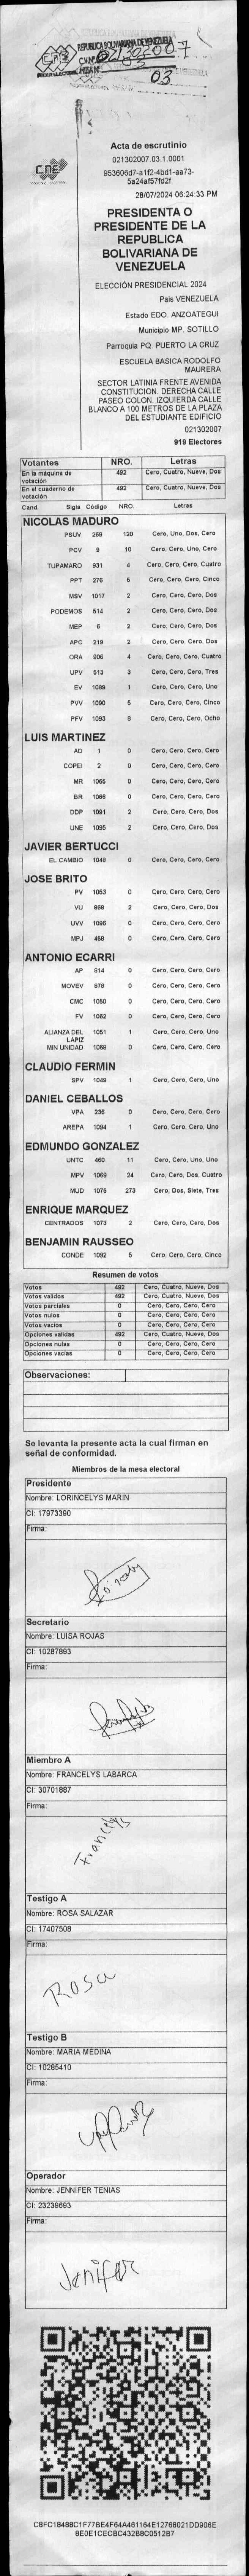 REPUBLICA BOLIVARIANA DE VENEZUELA
021302007
03
CNE
Acta de escrutinio
021302007.03.1.0001
953606d7-a1f2-4bd1-aa73-
5a24af57fd2f
28/07/2024 06:24:33 PM
PRESIDENTA O
PRESIDENTE DE LA
REPUBLICA
BOLIVARIANA DE
VENEZUELA
ELECCIÓN PRESIDENCIAL 2024
Pais VENEZUELA
Estado EDO. ANZOATEGUI
Municipio MP. SOTILLO
Parroquia PQ. PUERTO LA CRUZ
ESCUELA BASICA RODOLFO
MAURERA
SECTOR LATINIA FRENTE AVENIDA
CONSTITUCION. DERECHA CALLE
PASEO COLON. IZQUIERDA CALLE
BLANCO A 100 METROS DE LA PLAZA
DEL ESTUDIANTE EDIFICIO
021302007
919 Electores
Votantes NRO. Letras
En la máquina de votación 492 Cero, Cuatro, Nueve, Dos
En el cuaderno de votación 492 Cero, Cuatro, Nueve, Dos
Cand. Sigla Código NRO. Letras
NICOLAS MADURO
PSUV 269 120 Cero, Uno, Dos, Cero
PCV 9 10 Cero, Cero, Uno, Cero
TUPAMARO 931 4 Cero, Cero, Cero, Cuatro
PPT 276 5 Cero, Cero, Cero, Cinco
MSV 1017 2 Cero, Cero, Cero, Dos
PODEMOS 514 2 Cero, Cero, Cero, Dos
MEP 6 2 Cero, Cero, Cero, Dos
APC 219 2 Cero, Cero, Cero, Dos
ORA 906 4 Cero, Cero, Cero, Cuatro
UPV 513 3 Cero, Cero, Cero, Tres
EV 1089 1 Cero, Cero, Cero, Uno
PVV 1090 5 Cero, Cero, Cero, Cinco
PFV 1093 8 Cero, Cero, Cero, Ocho
LUIS MARTINEZ
AD 1 0 Cero, Cero, Cero, Cero
COPEI 2 0 Cero, Cero, Cero, Cero
MR 1065 0 Cero, Cero, Cero, Cero
BR 1066 0 Cero, Cero, Cero, Cero
DDP 1091 2 Cero, Cero, Cero, Dos
UNE 1095 2 Cero, Cero, Cero, Dos
JAVIER BERTUCCI
EL CAMBIO 1048 0 Cero, Cero, Cero, Cero
JOSE BRITO
PV 1053 0 Cero, Cero, Cero, Cero
VU 868 2 Cero, Cero, Cero, Dos
UVV 1096 0 Cero, Cero, Cero, Cero
MPJ 458 0 Cero, Cero, Cero, Cero
ANTONIO ECARRI
AP 814 0 Cero, Cero, Cero, Cero
MOVEV 978 0 Cero, Cero, Cero, Cero
CMC 1050 0 Cero, Cero, Cero, Cero
FV 1062 0 Cero, Cero, Cero, Cero
ALIANZA DEL LAPIZ 1051 1 Cero, Cero, Cero, Uno
MIN UNIDAD 1068 0 Cero, Cero, Cero, Cero
CLAUDIO FERMIN
SPV 1049 1 Cero, Cero, Cero, Uno
DANIEL CEBALLOS
VPA 236 0 Cero, Cero, Cero, Cero
AREPA 1094 1 Cero, Cero, Cero, Uno
EDMUNDO GONZALEZ
UNTC 460 11 Cero, Cero, Uno, Uno
MPV 1069 24 Cero, Cero, Dos, Cuatro
MUD 1075 273 Cero, Dos, Siete, Tres
ENRIQUE MARQUEZ
CENTRADOS 1073 2 Cero, Cero, Cero, Dos
BENJAMIN RAUSSEO
CONDE 1092 5 Cero, Cero, Cero, Cinco
Resumen de votos
Votos 492 Cero, Cuatro, Nueve, Dos
Votos validos 492 Cero, Cuatro, Nueve, Dos
Votos parciales 0 Cero, Cero, Cero, Cero
Votos nulos 0 Cero, Cero, Cero, Cero
Votos vacios 0 Cero, Cero, Cero, Cero
Opciones validas 492 Cero, Cuatro, Nueve, Dos
Opciones nulas 0 Cero, Cero, Cero, Cero
Opciones vacias 0 Cero, Cero, Cero, Cero
Observaciones:
Se levanta la presente acta la cual firman en
señal de conformidad.
Miembros de la mesa electoral
Presidente
Nombre: LORINCELYS MARIN
CI: 17973390
Firma:
Secretario
Nombre: LUISA ROJAS
CI: 10287893
Firma:
Miembro A
Nombre: FRANCELYS LABARCA
CI: 30701687
Firma:
Francelys
Testigo A
Nombre: ROSA SALAZAR
CI: 17407508
Firma:
Rosa
Testigo B
Nombre: MARIA MEDINA
CI: 10285410
Firma:
Operador
Nombre: JENNIFER TENIAS
CI: 23239693
Firma:
Jenifer
C8FC18488C1F77BE4F64A461164E12768021DD906E
8E0E1CECBC432B8C0512B7